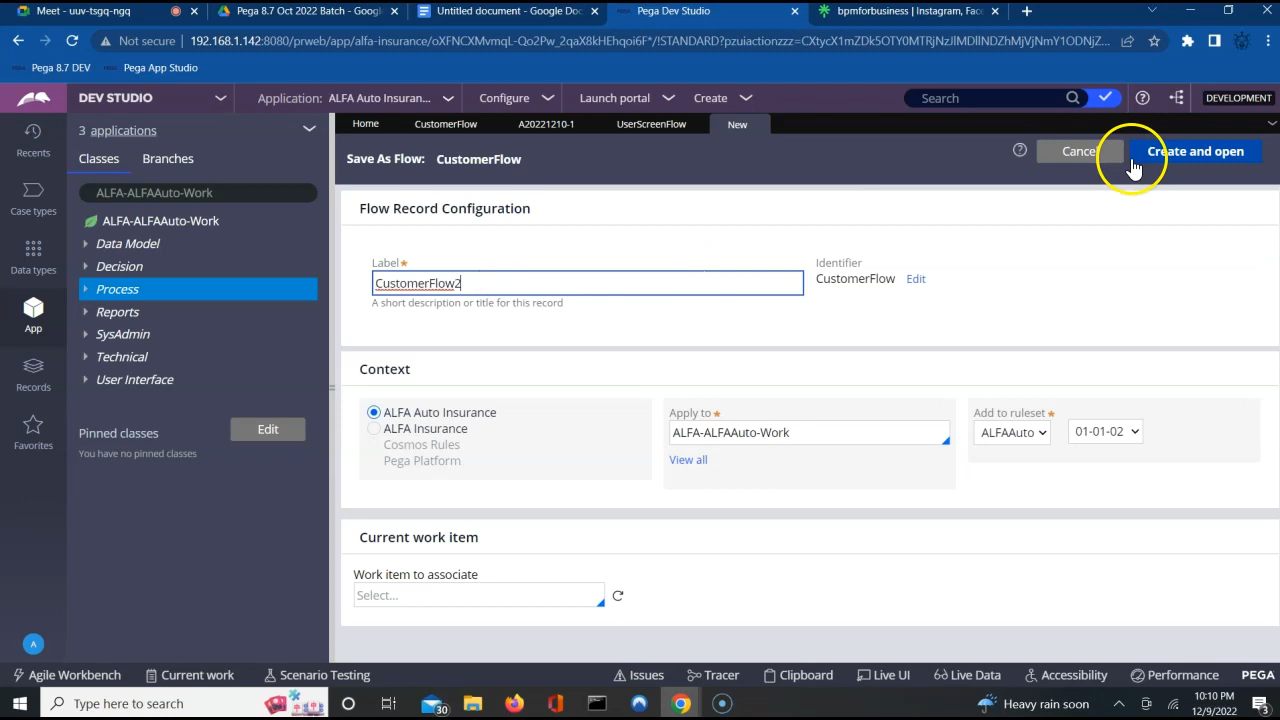 Meet - uuv-tsgq-ngq
Pega 8.7 Oct 2022 Batch - Google
Untitled document - Google Doc
Pega Dev Studio
bpmforbusiness | Instagram, Fac
Not secure
192.168.1.142:8080/prweb/app/alfa-insurance/oXFNCXMvmqL-Qo2Pw_2qaX8kHEhqoi6F*/!STANDARD?pzuiactionzzz=CXtycX1mZDk5OTY0MTRjNzJlMDllNDZhMjVjNmY1ODNjZ...
Pega 8.7 DEV
Pega App Studio
DEV STUDIO
Application: ALFA Auto Insuran...
Configure
Launch portal
Create
Search
DEVELOPMENT
Recents
Case types
Data types
App
Records
Favorites
A
3 applications
Classes
Branches
ALFA-ALFAAuto-Work
ALFA-ALFAAuto-Work
Data Model
Decision
Process
Reports
SysAdmin
Technical
User Interface
Pinned classes
Edit
You have no pinned classes
Home
CustomerFlow
A20221210-1
UserScreenFlow
New
Save As Flow: CustomerFlow
Cancel
Create and open
Flow Record Configuration
Label★
CustomerFlow2
A short description or title for this record
Identifier
CustomerFlow Edit
Context
ALFA Auto Insurance
ALFA Insurance
Cosmos Rules
Pega Platform
Apply to ★
ALFA-ALFAAuto-Work
View all
Add to ruleset★
ALFAAuto
01-01-02
Current work item
Work item to associate
Select...
Agile Workbench
Current work
Scenario Testing
Issues
Tracer
Clipboard
Live UI
Live Data
Accessibility
Performance
PEGA
Type here to search
30
Heavy rain soon
10:10 PM
12/9/2022
3